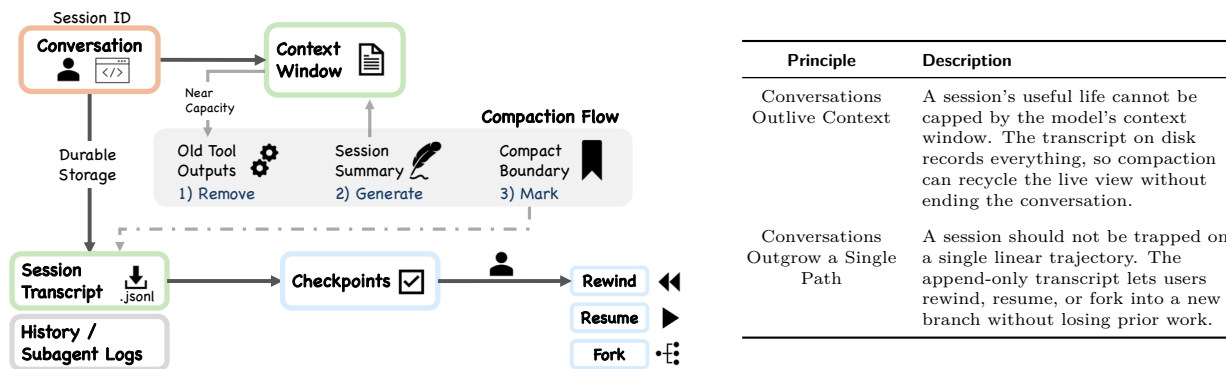 Session ID
Conversation
</>
Context
Window
Near
Capacity
Compaction Flow
Durable
Storage
Old Tool
Outputs
1) Remove
Session
Summary
2) Generate
Compact
Boundary
3) Mark
Session
Transcript
.jsonl
Checkpoints
Rewind
Resume
Fork
History /
Subagent Logs
Principle Description
Conversations
Outlive Context
A session's useful life cannot be
capped by the model's context
window. The transcript on disk
records everything, so compaction
can recycle the live view without
ending the conversation.
Conversations
Outgrow a Single
Path
A session should not be trapped on
a single linear trajectory. The
append-only transcript lets users
rewind, resume, or fork into a new
branch without losing prior work.